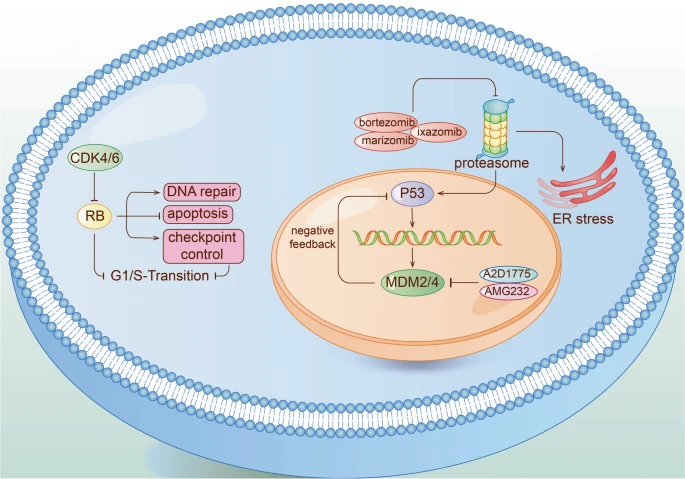 bortezomib
ixazomib
marizomib
proteasome
ER stress
CDK4/6
RB
DNA repair
apoptosis
checkpoint
control
G1/S-Transition
P53
negative
feedback
MDM2/4
A2D1775
AMG232